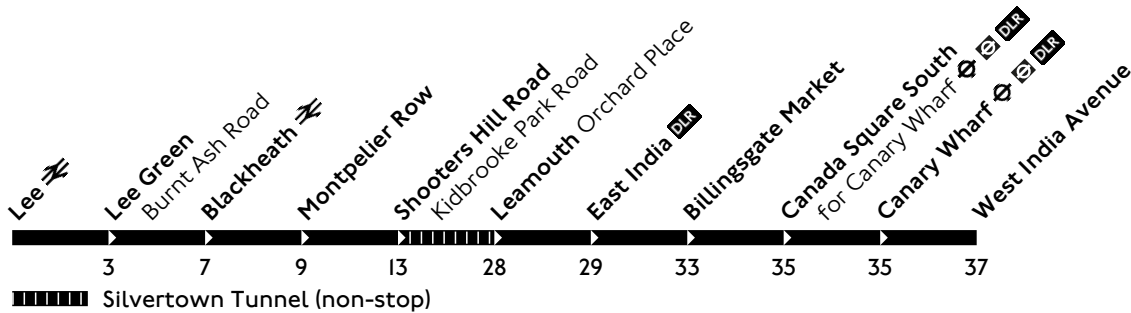 Lee
Lee Green
Burnt Ash Road
Blackheath
Montpelier Row
Shooters Hill Road
Kidbrooke Park Road
Leamouth Orchard Place
East India DLR
Billingsgate Market
Canada Square South
for Canary Wharf DLR
Canary Wharf DLR
West India Avenue
3 7 9 13 28 29 33 35 35 37
Silvertown Tunnel (non-stop)